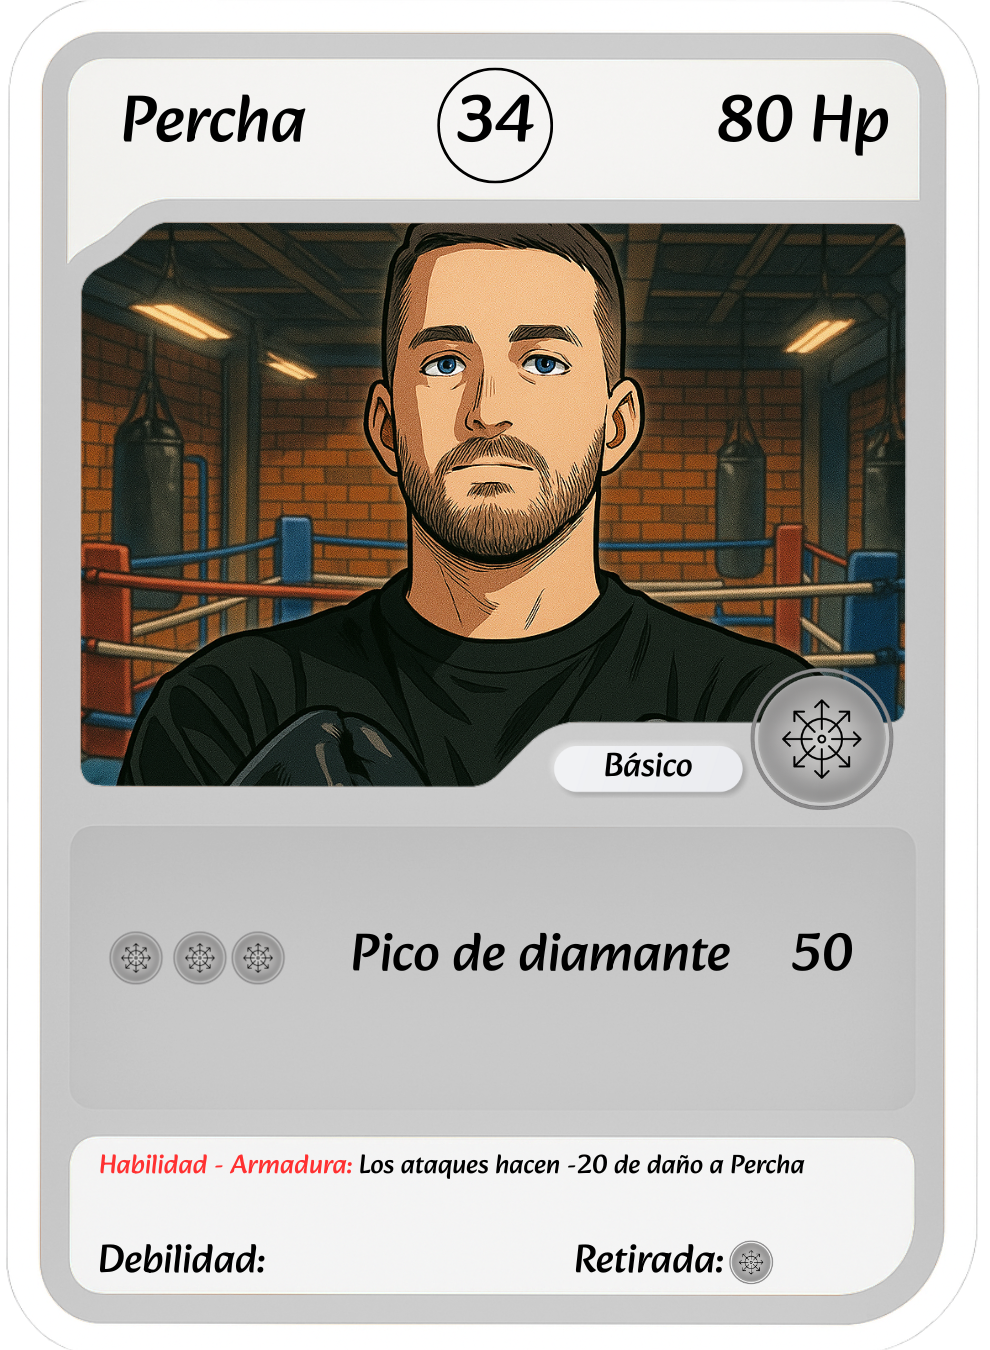 Percha 34 80 Hp
Básico
Pico de diamante 50
Habilidad - Armadura: Los ataques hacen -20 de daño a Percha
Debilidad: Retirada: